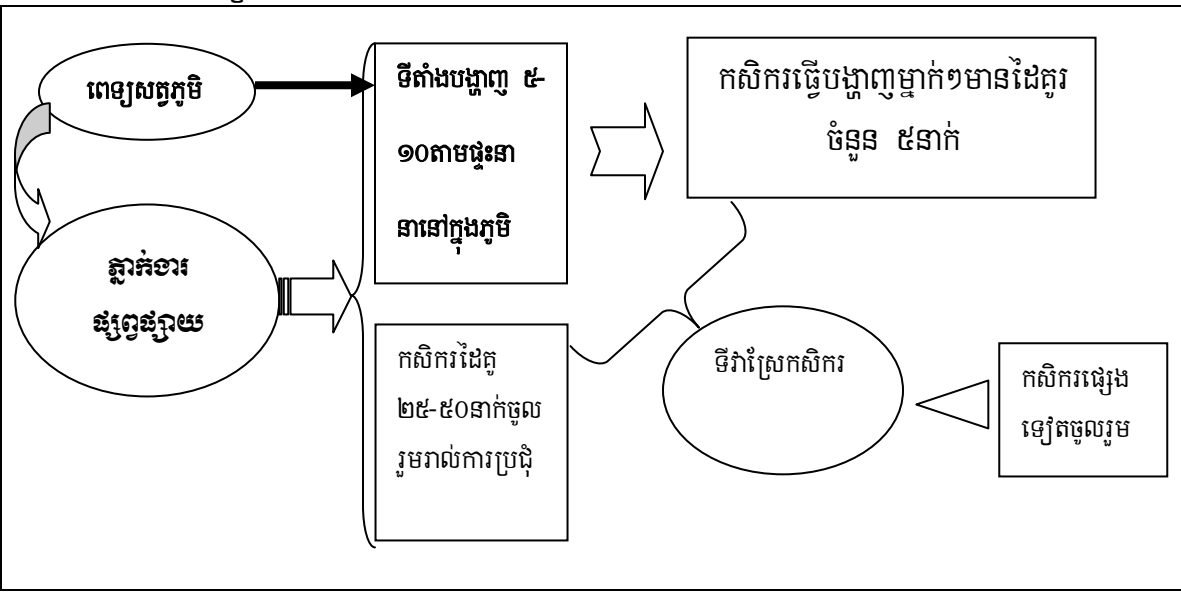 ពេទ្យសត្វភូមិ
ទីតាំងបង្ហាញ ៥-
១០តាមផ្ទះនា
នានៅក្នុងភូមិ
កសិករធ្វើបង្ហាញម្នាក់ៗមានដៃគូរ
ចំនួន ៥នាក់
ភ្នាក់ងារ
ផ្សព្វផ្សាយ
កសិករដៃគូ
២៥-៥០នាក់ចូល
រួមរាល់ការប្រជុំ
ទីវាស្រែកសិករ
កសិករផ្សេង
ទៀតចូលរួម